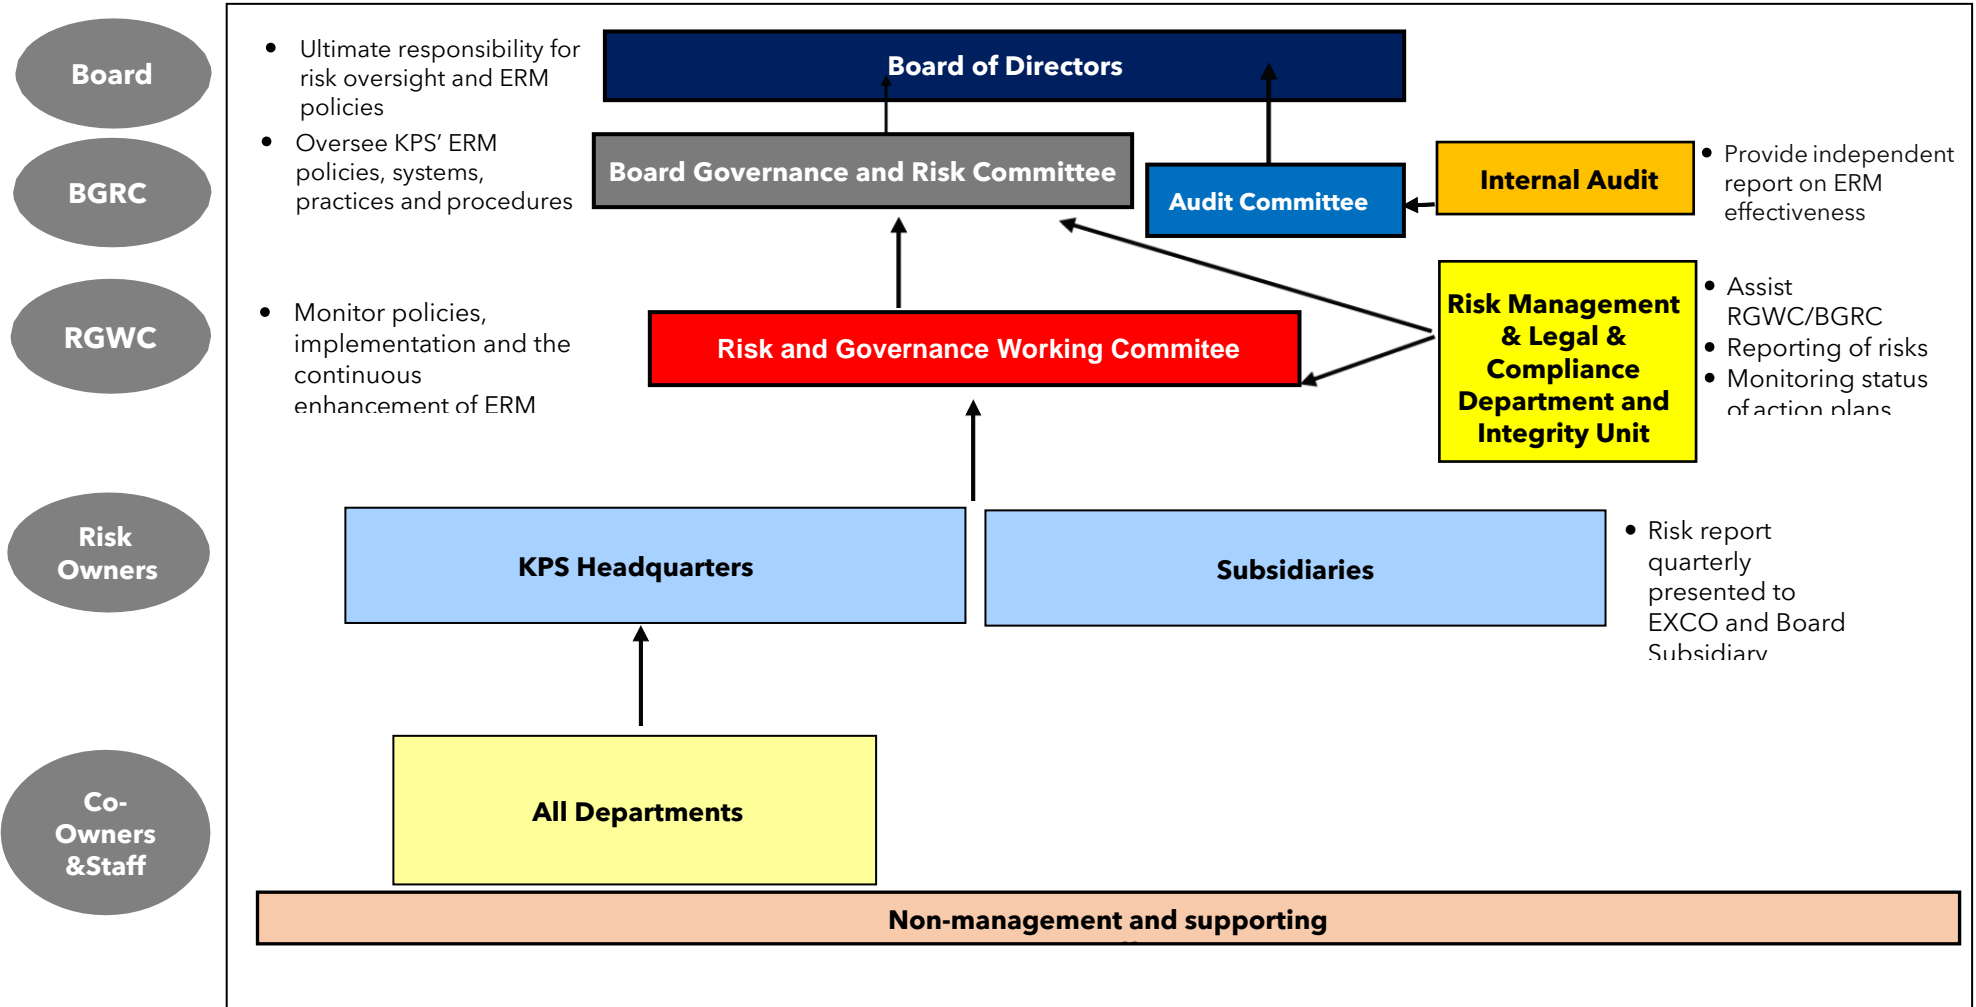 Board
• Ultimate responsibility for
risk oversight and ERM
policies
Board of Directors
BGRC
• Oversee KPS’ ERM
policies, systems,
practices and procedures
Board Governance and Risk Committee
Audit Committee
Internal Audit
• Provide independent
report on ERM
effectiveness
RGWC
• Monitor policies,
implementation and the
continuous
enhancement of ERM
Risk and Governance Working Commitee
Risk Management
& Legal &
Compliance
Department and
Integrity Unit
• Assist
RGWC/BGRC
• Reporting of risks
• Monitoring status
of action plans
Risk
Owners
KPS Headquarters
Subsidiaries
• Risk report
quarterly
presented to
EXCO and Board
Subsidiary
Co-
Owners
&Staff
All Departments
Non-management and supporting